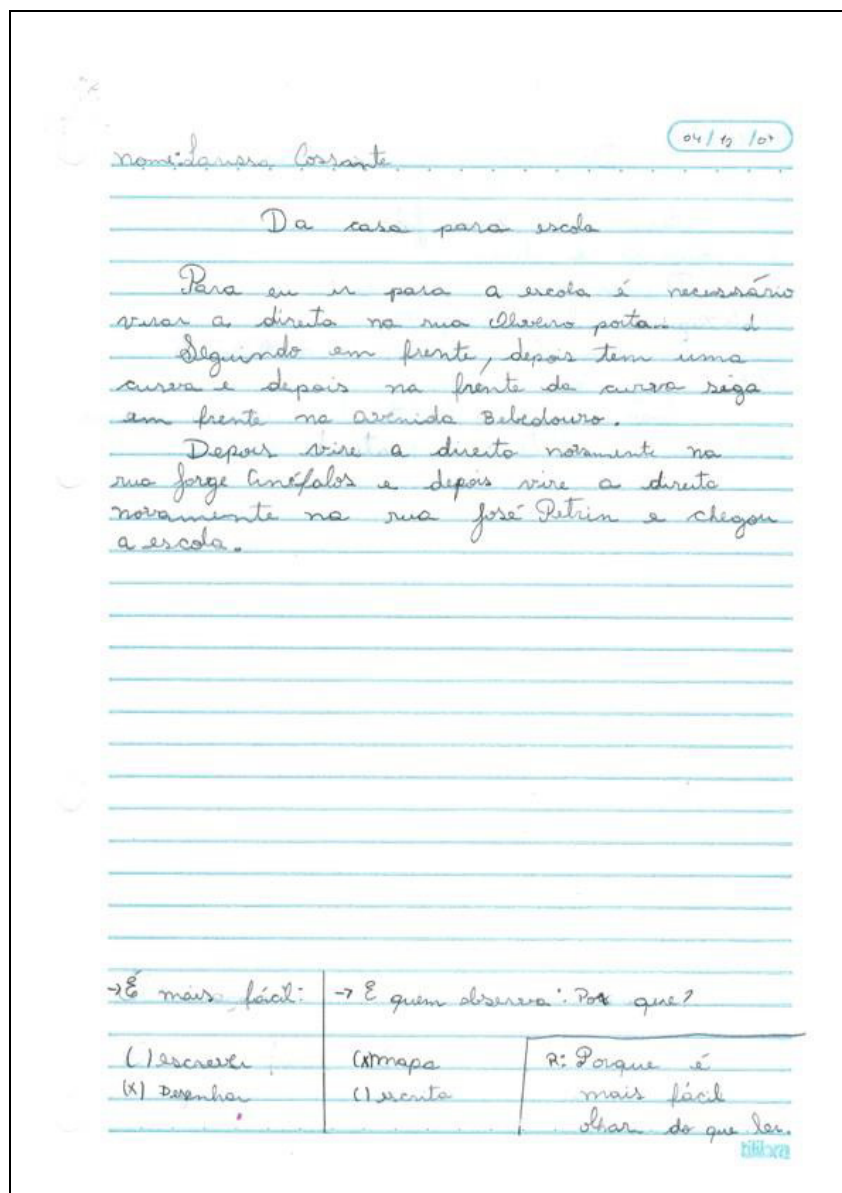 04/12/07
Nome: Larissa Cossante
Da casa para escola
Para eu ir para a escola é necessário
virar a direita na rua Oliveiro porta
Seguindo em frente, depois tem uma
curva e depois na frente da curva siga
em frente na avenida Bebedouro.
Depois vire a direita novamente na
rua Jorge e depois vire a direita
novamente na rua José Petrin e chegou
a escola.
→É mais fácil: → E quem observa: Por que?
( ) escrever (X) mapa R: Porque é
(X) Desenhar ( ) escrita mais fácil
olhar do que ler.
tilibra